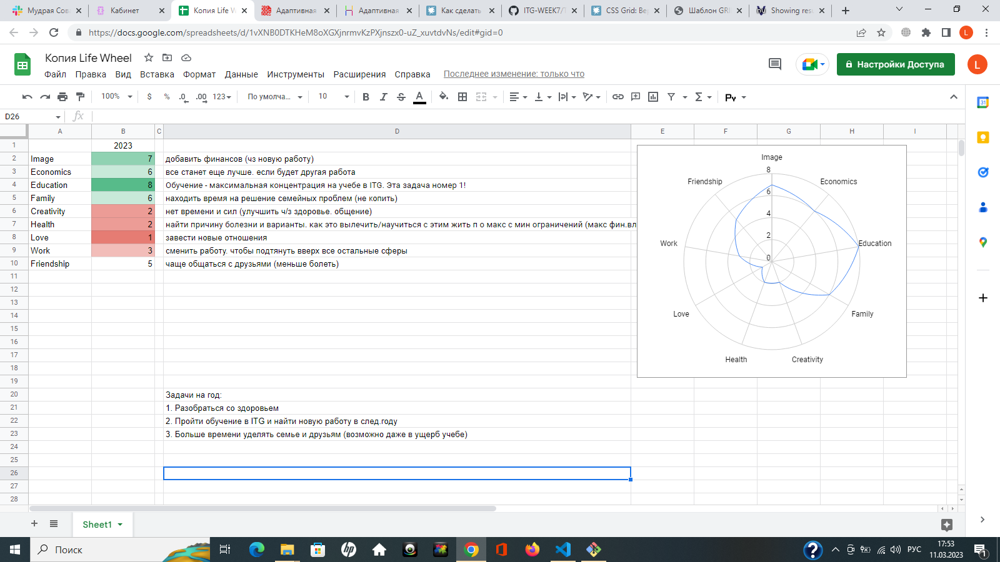 Мудрая Сов
Кабинет
Копия Life W
Адаптивная
Адаптивная
Как сделать
ITG-WEEK7/
CSS Grid: Ве
Шаблон GR
Showing res
https://docs.google.com/spreadsheets/d/1vXNB0DTKHeM8oXGXjnrmvKzPXjnszx0-uZ_xuvtdvNs/edit#gid=0
L
Копия Life Wheel
Файл Правка Вид Вставка Формат Данные Инструменты Расширения Справка Последнее изменение: только что
Настройки Доступа
L
100% $ % .0 .00 123 По умолча... 10 B I S A Σ Py
31
D26 fx
A B C D E F G H I
1 2023
2 Image 7 добавить финансов (чз новую работу)
3 Economics 6 все станет еще лучше. если будет другая работа
4 Education 8 Обучение - максимальная концентрация на учебе в ITG. Эта задача номер 1!
5 Family 6 находить время на решение семейных проблем (не копить)
6 Creativity 2 нет времени и сил (улучшить ч/з здоровье. общение)
7 Health 2 найти причину болезни и варианты. как это вылечить/научиться с этим жить п о макс с мин ограничений (макс фин.вл
8 Love 1 завести новые отношения
9 Work 3 сменить работу. чтобы подтянуть вверх все остальные сферы
10 Friendship 5 чаще общаться с друзьями (меньше болеть)
11
12
13
14
15
16
17
18
19
20 Задачи на год:
21 1. Разобраться со здоровьем
22 2. Пройти обучение в ITG и найти новую работу в след.году
23 3. Больше времени уделять семье и друзьям (возможно даже в ущерб учебе)
24
25
26
27
28
Image
8
Friendship
Economics
6
4
2
Work
Education
0
Love
Family
Health
Creativity
Sheet1
Поиск
hp
РУС
17:53
11.03.2023
1